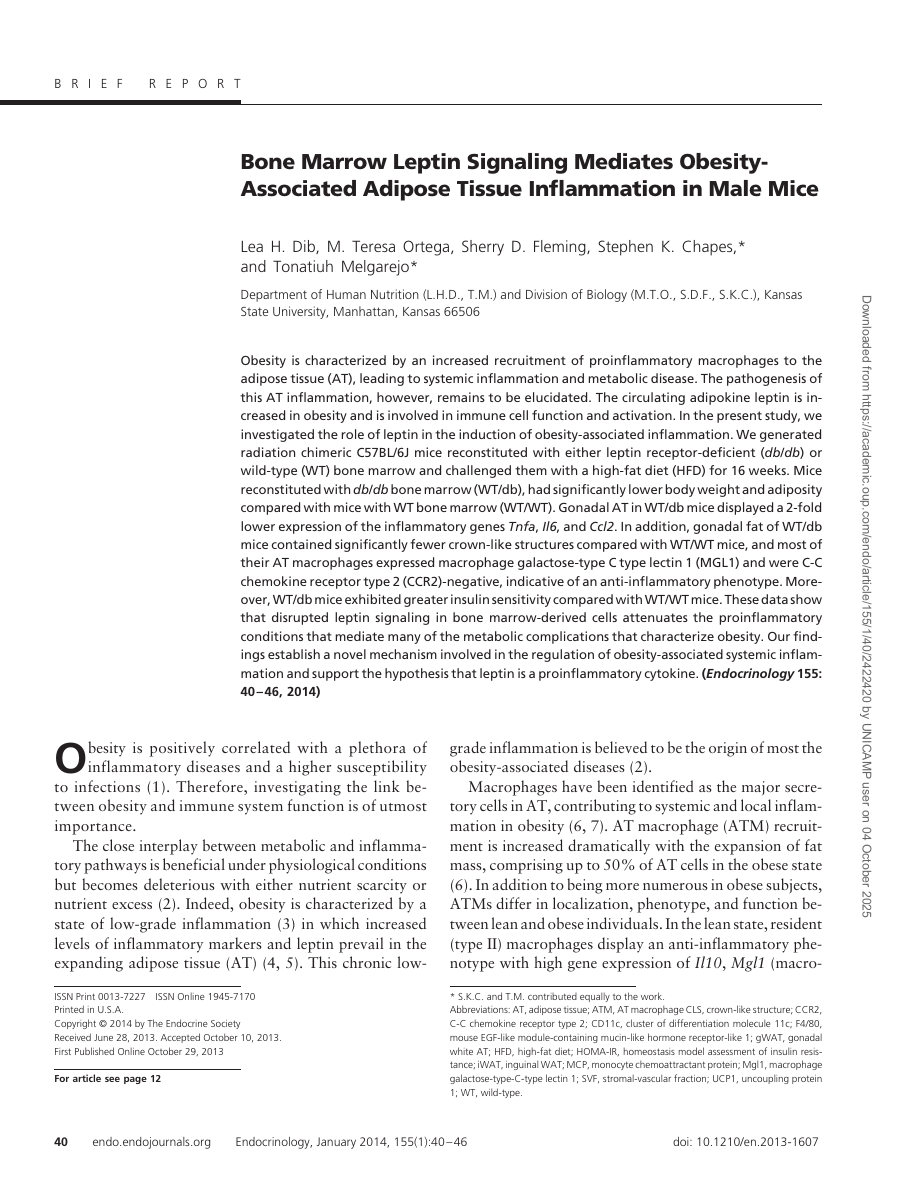 BRIEF REPORT
Bone Marrow Leptin Signaling Mediates Obesity-
Associated Adipose Tissue Inflammation in Male Mice
Lea H. Dib, M. Teresa Ortega, Sherry D. Fleming, Stephen K. Chapes,*
and Tonatiuh Melgarejo*
Department of Human Nutrition (L.H.D., T.M.) and Division of Biology (M.T.O., S.D.F., S.K.C.), Kansas
State University, Manhattan, Kansas 66506
Obesity is characterized by an increased recruitment of proinflammatory macrophages to the
adipose tissue (AT), leading to systemic inflammation and metabolic disease. The pathogenesis of
this AT inflammation, however, remains to be elucidated. The circulating adipokine leptin is in-
creased in obesity and is involved in immune cell function and activation. In the present study, we
investigated the role of leptin in the induction of obesity-associated inflammation. We generated
radiation chimeric C57BL/6J mice reconstituted with either leptin receptor-deficient (db/db) or
wild-type (WT) bone marrow and challenged them with a high-fat diet (HFD) for 16 weeks. Mice
reconstituted with db/db bone marrow (WT/db), had significantly lower body weight and adiposity
compared with mice with WT bone marrow (WT/WT). Gonadal AT in WT/db mice displayed a 2-fold
lower expression of the inflammatory genes Tnfa, Il6, and Ccl2. In addition, gonadal fat of WT/db
mice contained significantly fewer crown-like structures compared with WT/WT mice, and most of
their AT macrophages expressed macrophage galactose-type C type lectin 1 (MGL1) and were C-C
chemokine receptor type 2 (CCR2)-negative, indicative of an anti-inflammatory phenotype. More-
over, WT/db mice exhibited greater insulin sensitivity compared with WT/WT mice. These data show
that disrupted leptin signaling in bone marrow-derived cells attenuates the proinflammatory
conditions that mediate many of the metabolic complications that characterize obesity. Our find-
ings establish a novel mechanism involved in the regulation of obesity-associated systemic inflam-
mation and support the hypothesis that leptin is a proinflammatory cytokine. (Endocrinology 155:
40–46, 2014)
Obesity is positively correlated with a plethora of
inflammatory diseases and a higher susceptibility
to infections (1). Therefore, investigating the link be-
tween obesity and immune system function is of utmost
importance.
The close interplay between metabolic and inflamma-
tory pathways is beneficial under physiological conditions
but becomes deleterious with either nutrient scarcity or
nutrient excess (2). Indeed, obesity is characterized by a
state of low-grade inflammation (3) in which increased
levels of inflammatory markers and leptin prevail in the
expanding adipose tissue (AT) (4, 5). This chronic low-
grade inflammation is believed to be the origin of most the
obesity-associated diseases (2).
Macrophages have been identified as the major secre-
tory cells in AT, contributing to systemic and local inflam-
mation in obesity (6, 7). AT macrophage (ATM) recruit-
ment is increased dramatically with the expansion of fat
mass, comprising up to 50% of AT cells in the obese state
(6). In addition to being more numerous in obese subjects,
ATMs differ in localization, phenotype, and function be-
tween lean and obese individuals. In the lean state, resident
(type II) macrophages display an anti-inflammatory phe-
notype with high gene expression of Il10, Mgl1 (macro-
ISSN Print 0013-7227 ISSN Online 1945-7170
Printed in U.S.A.
Copyright © 2014 by The Endocrine Society
Received June 28, 2013. Accepted October 10, 2013.
First Published Online October 29, 2013
For article see page 12
* S.K.C. and T.M. contributed equally to the work.
Abbreviations: AT, adipose tissue; ATM, AT macrophage CLS, crown-like structure; CCR2,
C-C chemokine receptor type 2; CD11c, cluster of differentiation molecule 11c; F4/80,
mouse EGF-like module-containing mucin-like hormone receptor-like 1; gWAT, gonadal
white AT; HFD, high-fat diet; HOMA-IR, homeostasis model assessment of insulin resis-
tance; iWAT, inguinal WAT; MCP, monocyte chemoattractant protein; Mgl1, macrophage
galactose-type-C-type lectin 1; SVF, stromal-vascular fraction; UCP1, uncoupling protein
1; WT, wild-type.
40 endo.endojournals.org Endocrinology, January 2014, 155(1):40–46 doi: 10.1210/en.2013-1607
Downloaded from https://academic.oup.com/endo/article/155/1/40/2422420 by UNICAMP user on 04 October 2025